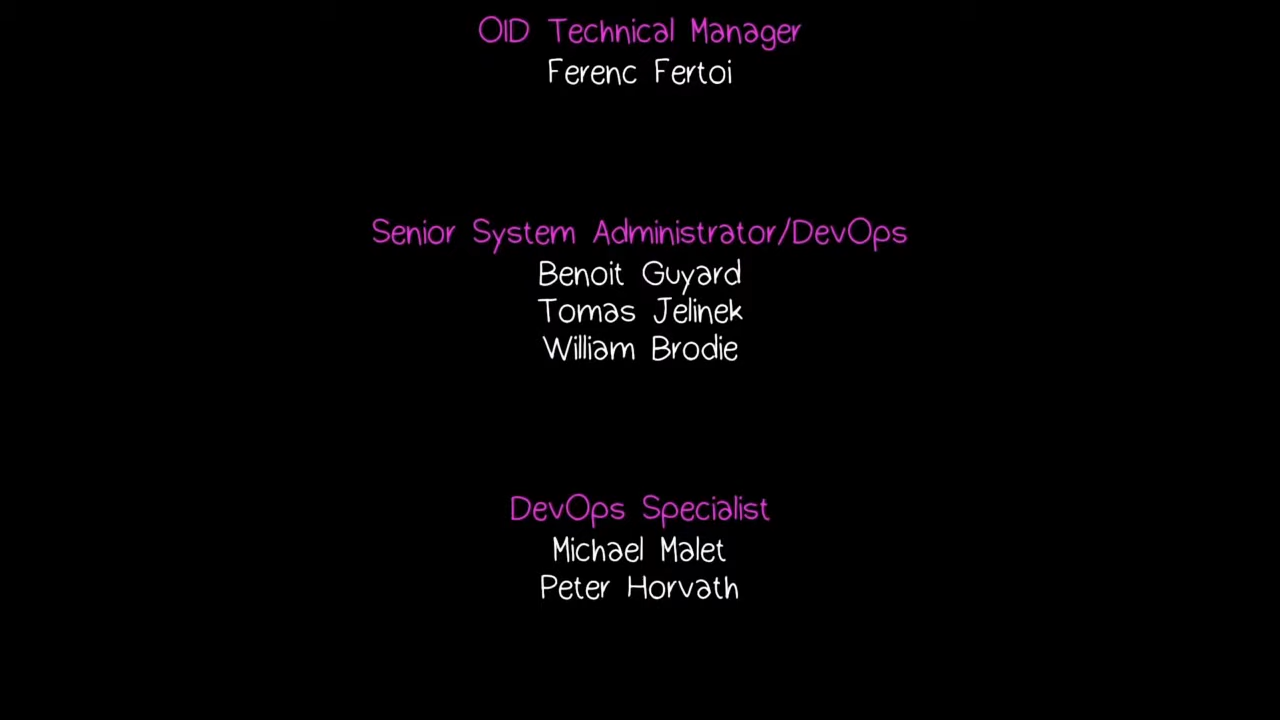 OID Technical Manager
Ferenc Fertoi
Senior System Administrator/DevOps
Benoit Guyard
Tomas Jelinek
William Brodie
DevOps Specialist
Michael Malet
Peter Horvath